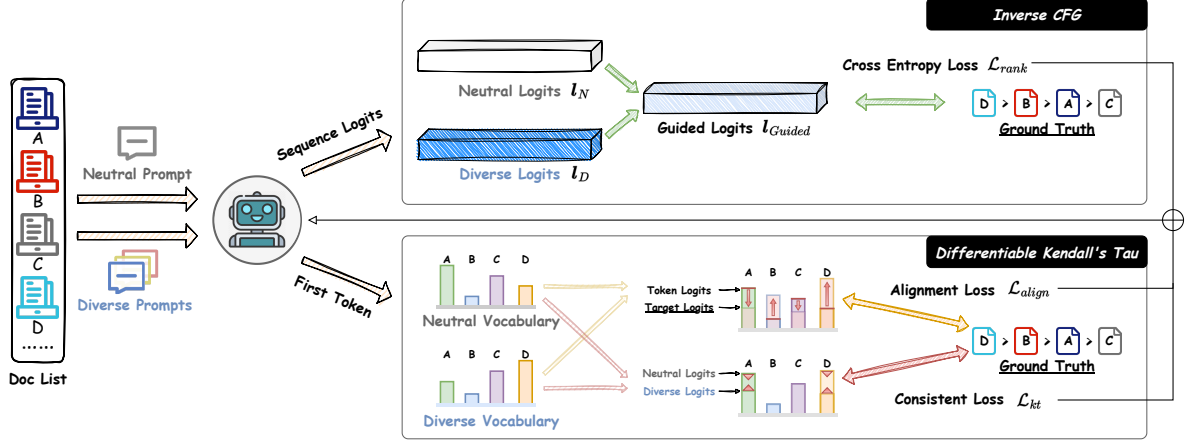 Inverse CFG
Neutral Logits l_N
Diverse Logits l_D
Guided Logits l_Guided
Cross Entropy Loss ℒ_rank
D > B > A > C
Ground Truth
A
B
C
D
......
Doc List
Neutral Prompt
Diverse Prompts
Sequence Logits
First Token
Differentiable Kendall's Tau
A B C D
Neutral Vocabulary
A B C D
Diverse Vocabulary
Token Logits
Target Logits
A B C D
Neutral Logits
Diverse Logits
A B C D
Alignment Loss ℒ_align
D > B > A > C
Ground Truth
Consistent Loss ℒ_kt